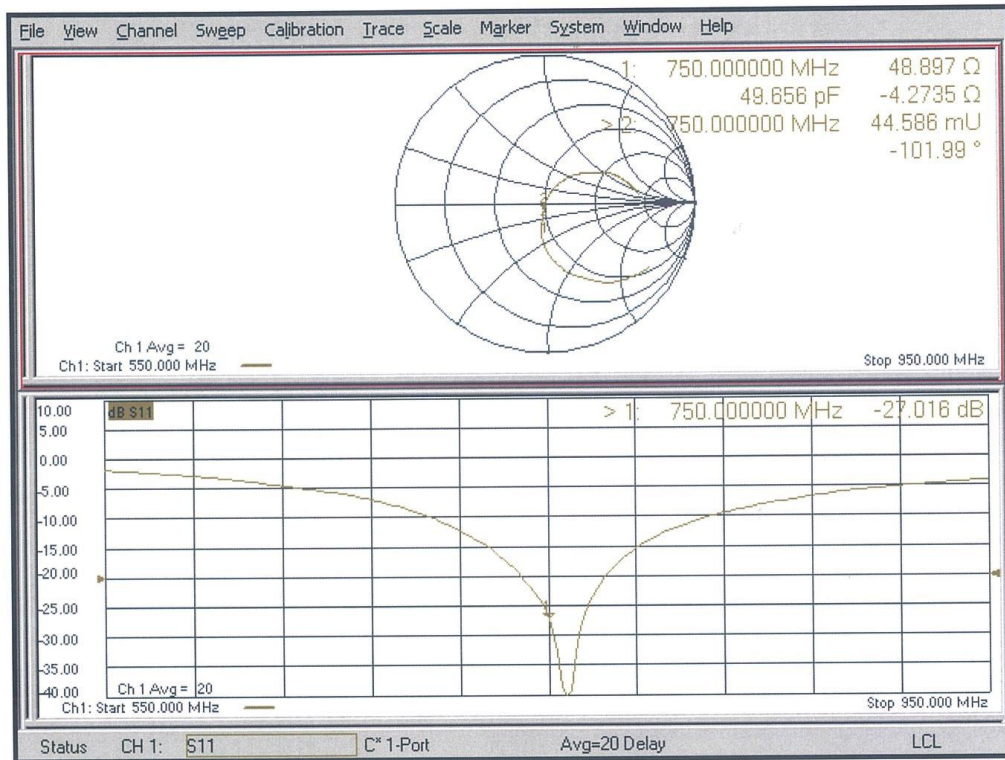 File View Channel Sweep Calibration Trace Scale Marker System Window Help
1: 750.000000 MHz 48.897 Ω
49.656 pF -4.2735 Ω
> 2: 750.000000 MHz 44.586 mU
-101.99 °
Ch 1 Avg = 20
Ch1: Start 550.000 MHz
Stop 950.000 MHz
10.00
dB S11
> 1: 750.000000 MHz -27.016 dB
5.00
0.00
-5.00
-10.00
-15.00
-20.00
-25.00
-30.00
-35.00
-40.00
Ch 1 Avg = 20
Ch1: Start 550.000 MHz
Stop 950.000 MHz
Status CH 1: S11 C* 1-Port Avg=20 Delay LCL